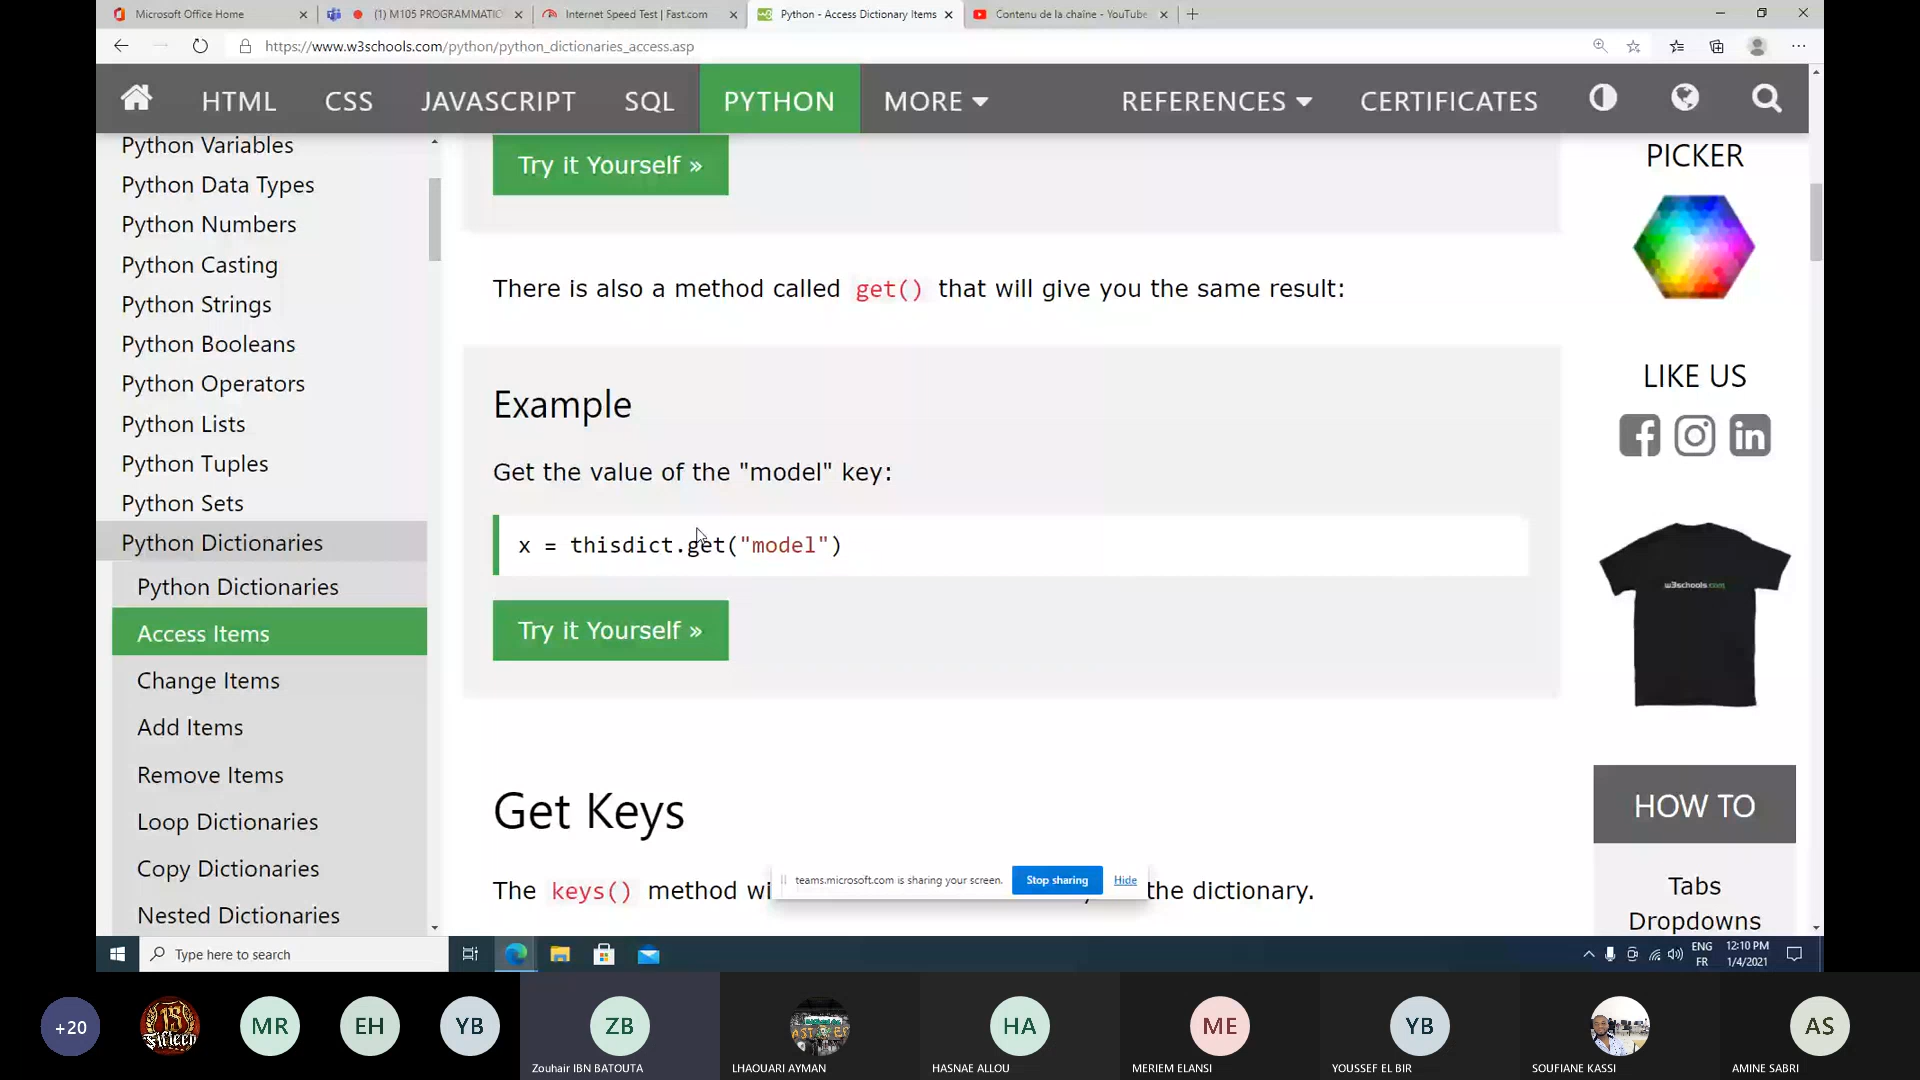 Microsoft Office Home
(1) M105 PROGRAMMATIC
Internet Speed Test | Fast.com
Python - Access Dictionary Items
Contenu de la chaîne - YouTube
https://www.w3schools.com/python/python_dictionaries_access.asp
HTML
CSS
JAVASCRIPT
SQL
PYTHON
MORE
REFERENCES
CERTIFICATES
Python Variables
Python Data Types
Python Numbers
Python Casting
Python Strings
Python Booleans
Python Operators
Python Lists
Python Tuples
Python Sets
Python Dictionaries
Python Dictionaries
Access Items
Change Items
Add Items
Remove Items
Loop Dictionaries
Copy Dictionaries
Nested Dictionaries
Try it Yourself »
There is also a method called get() that will give you the same result:
Example
Get the value of the "model" key:
x = thisdict.get("model")
Try it Yourself »
Get Keys
The keys() method wi
the dictionary.
teams.microsoft.com is sharing your screen.
Stop sharing
Hide
PICKER
LIKE US
w3schools.com
HOW TO
Tabs
Dropdowns
Type here to search
ENG
FR
12:10 PM
1/4/2021
+20
15
Fifteen
MR
EH
YB
ZB
Zouhair IBN BATOUTA
LHAOUARI AYMAN
HA
HASNAE ALLOU
ME
MERIEM ELANSI
YB
YOUSSEF EL BIR
SOUFIANE KASSI
AS
AMINE SABRI